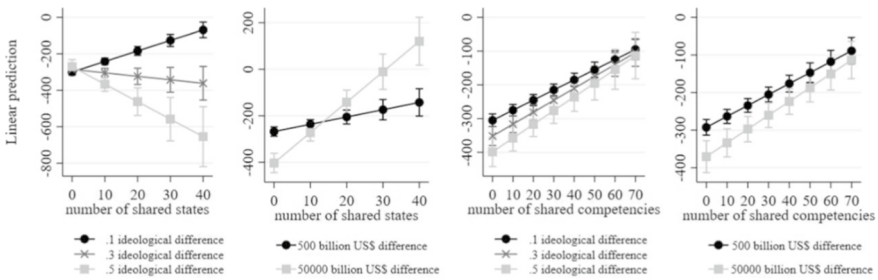 Linear prediction
0
-200
-400
-600
-800
0 10 20 30 40
number of shared states
.1 ideological difference
.3 ideological difference
.5 ideological difference
200
0
-200
-400
0 10 20 30 40
number of shared states
500 billion US$ difference
50000 billion US$ difference
0
-100
-200
-300
-400
0 10 20 30 40 50 60 70
number of shared competencies
.1 ideological difference
.3 ideological difference
.5 ideological difference
0
-100
-200
-300
-400
0 10 20 30 40 50 60 70
number of shared competencies
500 billion US$ difference
50000 billion US$ difference